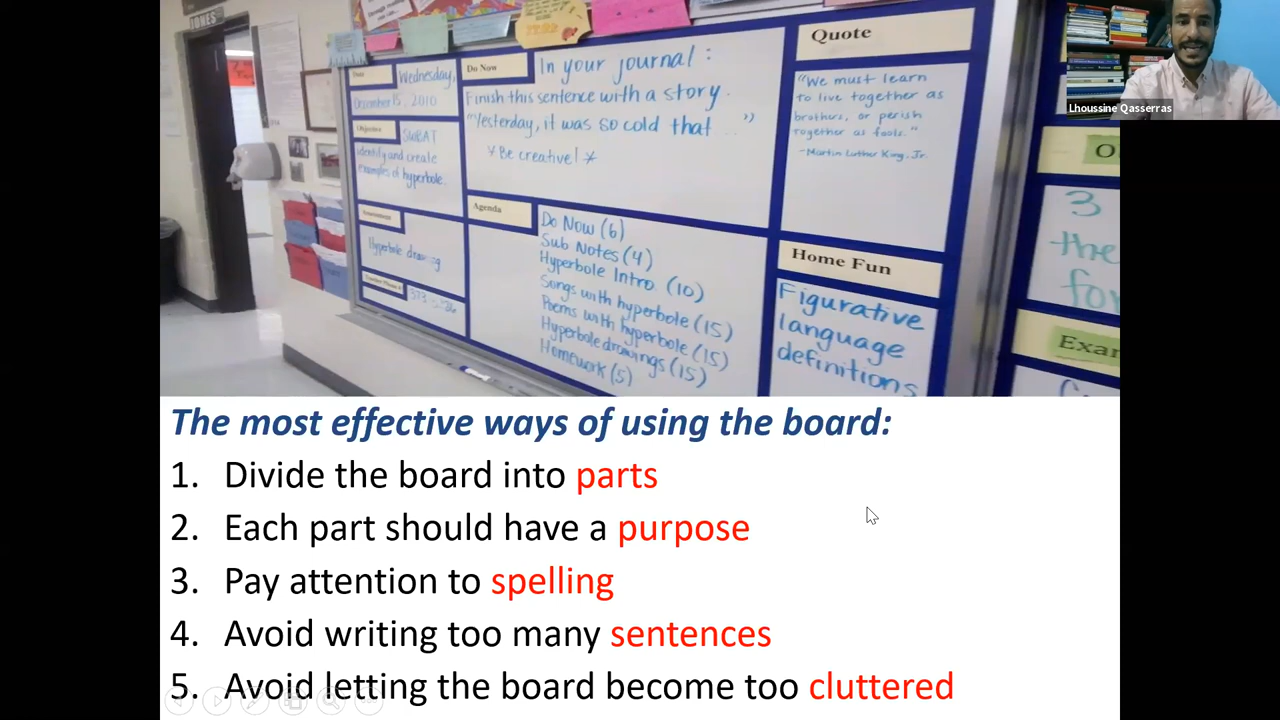 JONES
Lhoussine Qasserras
Date
Wednesday,
December 15, 2010
Objective
SWBAT
identify and create
examples of hyperbole.
Assessment
Hyperbole drawing
Do Now
In your journal:
Finish this sentence with a story.
"Yesterday, it was so cold that ..."
*Be creative! *
Agenda
Do Now (6)
Sub Notes (4)
Hyperbole Intro (10)
Songs with hyperbole (15)
Poems with hyperbole (15)
Hyperbole drawings (15)
Homework (5)
Quote
"We must learn
to live together as
brothers, or perish
together as fools."
-Martin Luther King, Jr.
Home Fun
Figurative
language
definitions
O
3
the
for
Exam
The most effective ways of using the board:
1. Divide the board into parts
2. Each part should have a purpose
3. Pay attention to spelling
4. Avoid writing too many sentences
5. Avoid letting the board become too cluttered